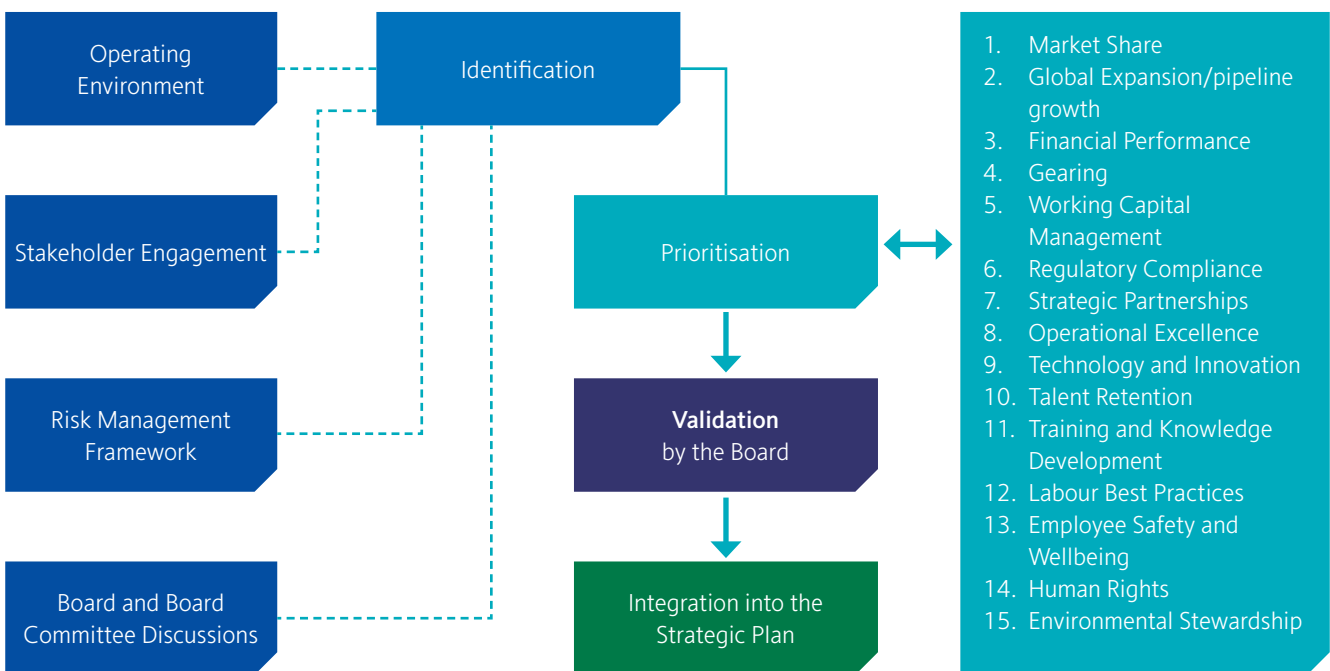 Operating
Environment
Stakeholder Engagement
Risk Management
Framework
Board and Board
Committee Discussions
Identification
Prioritisation
Validation
by the Board
Integration into the
Strategic Plan
1. Market Share
2. Global Expansion/pipeline
growth
3. Financial Performance
4. Gearing
5. Working Capital
Management
6. Regulatory Compliance
7. Strategic Partnerships
8. Operational Excellence
9. Technology and Innovation
10. Talent Retention
11. Training and Knowledge
Development
12. Labour Best Practices
13. Employee Safety and
Wellbeing
14. Human Rights
15. Environmental Stewardship